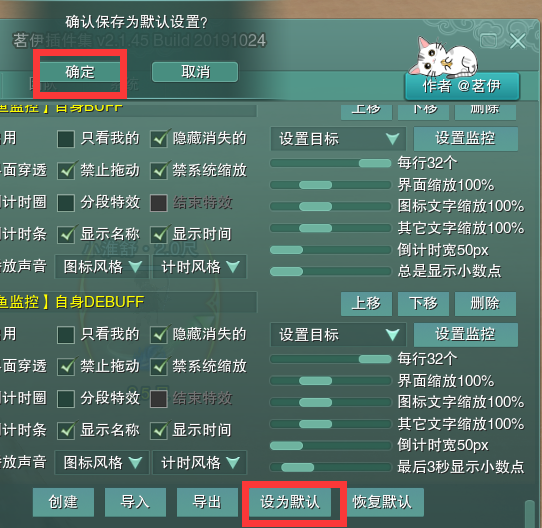 确认保存为默认设置?
茗伊插件集 v2.1.45 Build 20191024
确定 取消
作者 @茗伊
鱼监控】自身BUFF 上移 下移 删除
用 只看我的 隐藏消失的 设置目标 设置监控
面穿透 禁止拖动 禁系统缩放 每行32个
计时圈 分段特效 结束特效 界面缩放100%
图标文字缩放100%
计时条 显示名称 显示时间 其它文字缩放100%
倒计时宽50px
放声音 图标风格 计时风格 总是显示小数点
鱼监控】自身DEBUFF 上移 下移 删除
用 只看我的 隐藏消失的 设置目标 设置监控
面穿透 禁止拖动 禁系统缩放 每行32个
计时圈 分段特效 结束特效 界面缩放100%
图标文字缩放100%
计时条 显示名称 显示时间 其它文字缩放100%
倒计时宽50px
放声音 图标风格 计时风格 最后3秒显示小数点
创建 导入 导出 设为默认 恢复默认